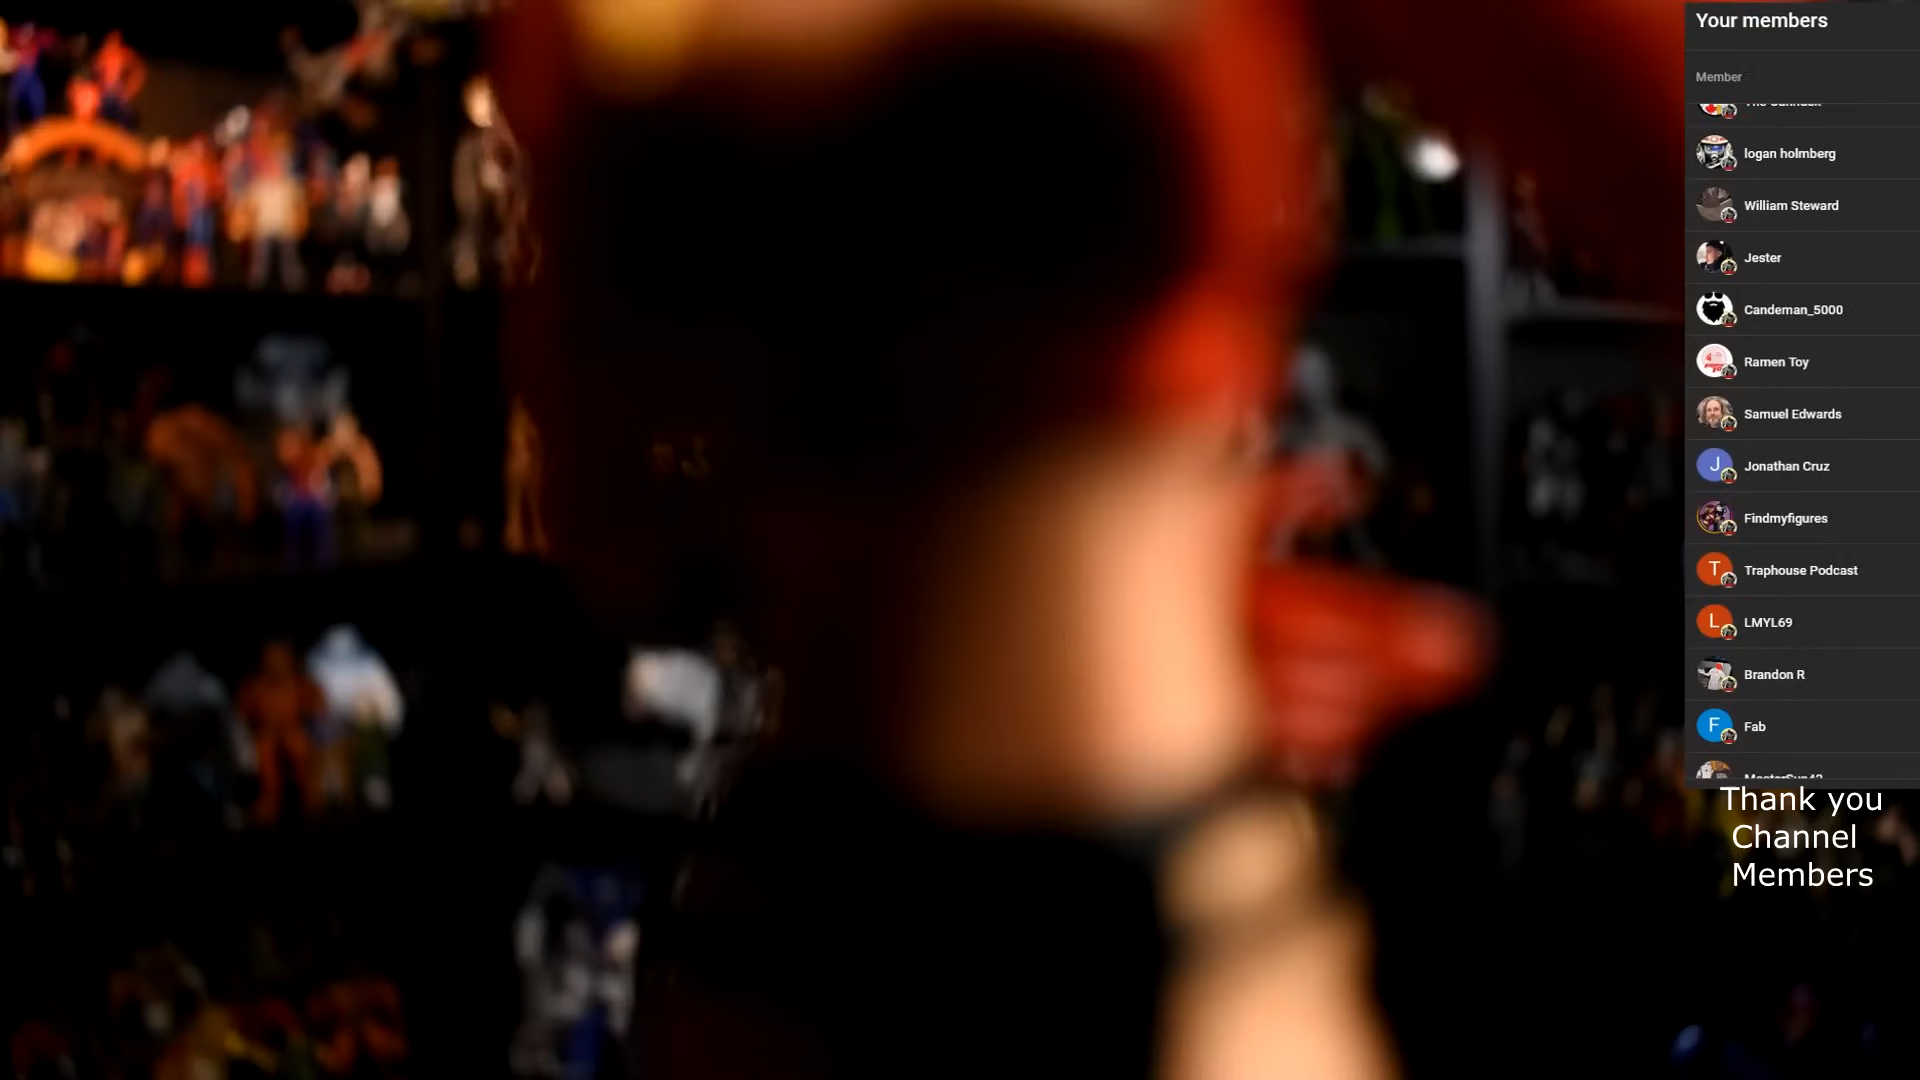 Your members
Member
logan holmberg
William Steward
Jester
Candeman_5000
Ramen Toy
Samuel Edwards
J
Jonathan Cruz
Findmyfigures
T
Traphouse Podcast
L
LMYL69
Brandon R
F
Fab
Thank you
Channel
Members